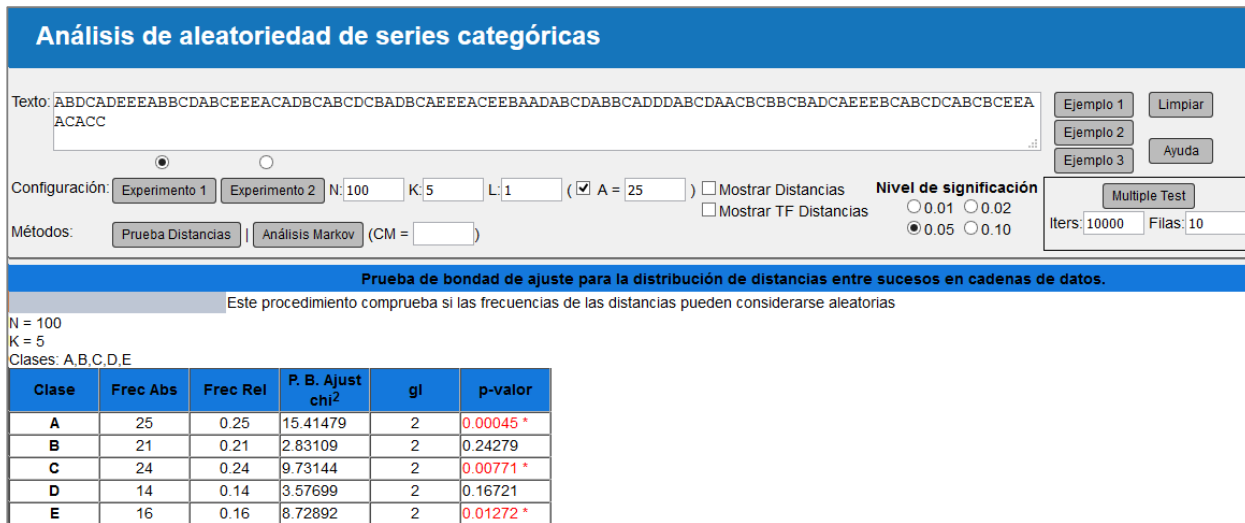 Análisis de aleatoriedad de series categóricas
Texto: ABDCADEEEABBCDABCEEEACADBCABCDCBADBCAEEEACEEBAADABCDABBCADDDABCDAACBCBBCBADCAEEEBCABCDCABCBCEEA
ACACC
Ejemplo 1 Limpiar
Ejemplo 2
Ejemplo 3 Ayuda
Configuración: Experimento 1 Experimento 2 N: 100 K: 5 L: 1 ( A = 25 ) Mostrar Distancias
Mostrar TF Distancias
Nivel de significación
0.01 0.02
0.05 0.10
Multiple Test
Iters: 10000 Filas: 10
Métodos: Prueba Distancias | Análisis Markov (CM = )
Prueba de bondad de ajuste para la distribución de distancias entre sucesos en cadenas de datos.
Este procedimiento comprueba si las frecuencias de las distancias pueden considerarse aleatorias
N = 100
K = 5
Clases: A,B,C,D,E
Clase Frec Abs Frec Rel P. B. Ajust chi2 gl p-valor
A 25 0.25 15.41479 2 0.00045 *
B 21 0.21 2.83109 2 0.24279
C 24 0.24 9.73144 2 0.00771 *
D 14 0.14 3.57699 2 0.16721
E 16 0.16 8.72892 2 0.01272 *